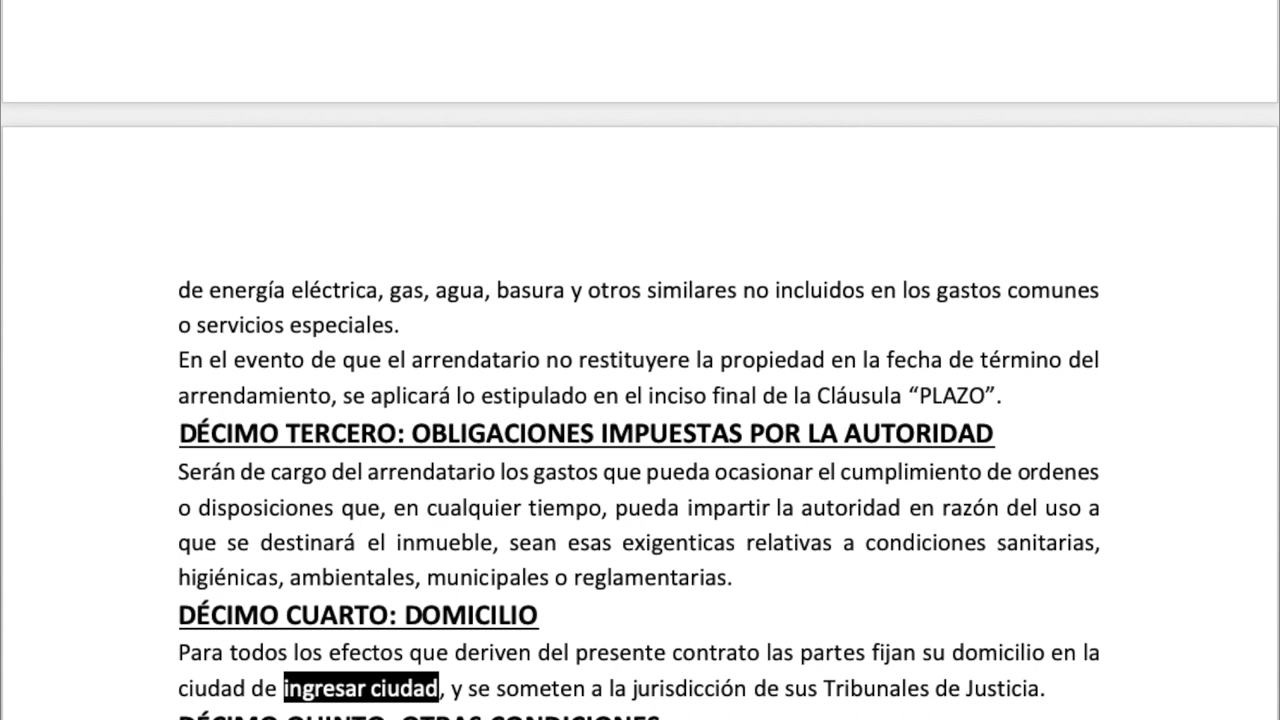 de energía eléctrica, gas, agua, basura y otros similares no incluidos en los gastos comunes
o servicios especiales.
En el evento de que el arrendatario no restituyere la propiedad en la fecha de término del
arrendamiento, se aplicará lo estipulado en el inciso final de la Cláusula “PLAZO”.
DÉCIMO TERCERO: OBLIGACIONES IMPUESTAS POR LA AUTORIDAD
Serán de cargo del arrendatario los gastos que pueda ocasionar el cumplimiento de ordenes
o disposiciones que, en cualquier tiempo, pueda impartir la autoridad en razón del uso a
que se destinará el inmueble, sean esas exigenticas relativas a condiciones sanitarias,
higiénicas, ambientales, municipales o reglamentarias.
DÉCIMO CUARTO: DOMICILIO
Para todos los efectos que deriven del presente contrato las partes fijan su domicilio en la
ciudad de ingresar ciudad, y se someten a la jurisdicción de sus Tribunales de Justicia.
DÉCIMO QUINTO: OTRAS CONDICIONES